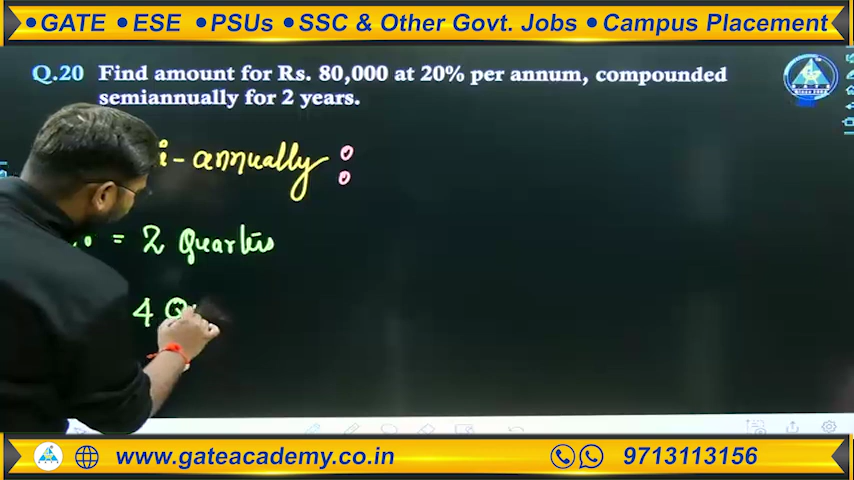 •GATE •ESE •PSUs •SSC & Other Govt. Jobs •Campus Placement
Q.20 Find amount for Rs. 80,000 at 20% per annum, compounded
semiannually for 2 years.
i-annually :
= 2 Quarters
4 Q
www.gateacademy.co.in 9713113156